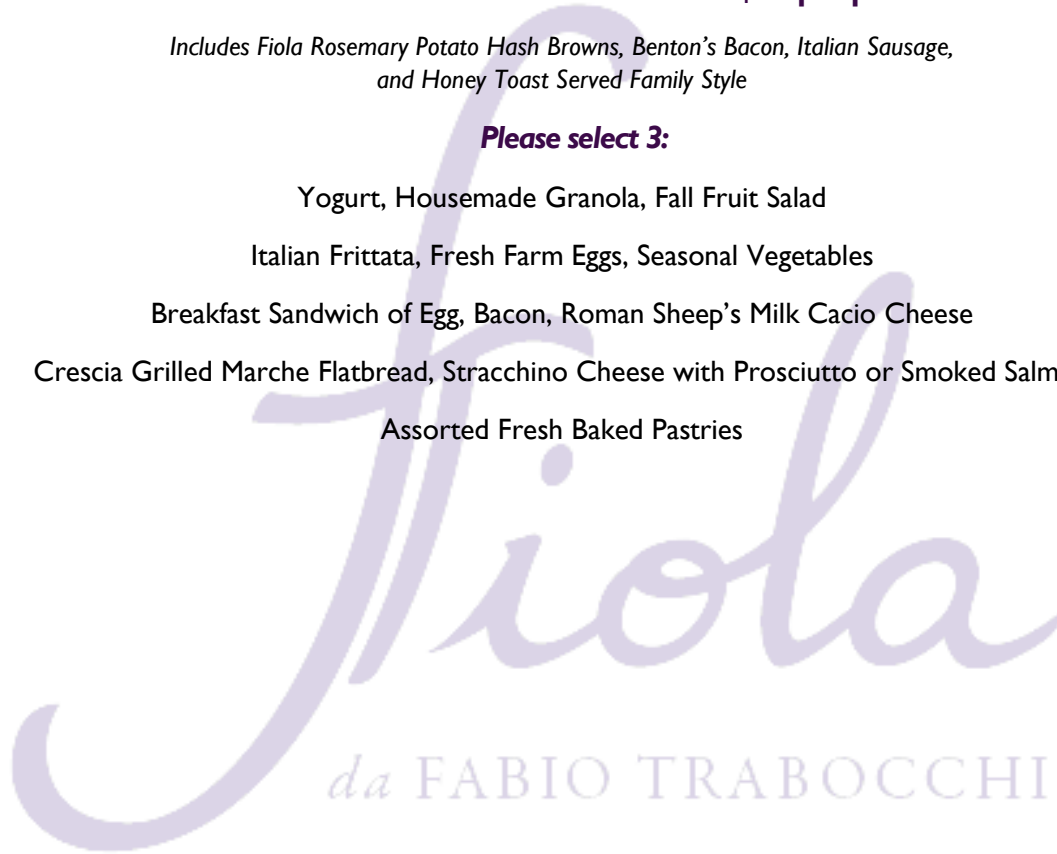 Includes Fiola Rosemary Potato Hash Browns, Benton's Bacon, Italian Sausage,
and Honey Toast Served Family Style
Please select 3:
Yogurt, Housemade Granola, Fall Fruit Salad
Italian Frittata, Fresh Farm Eggs, Seasonal Vegetables
Breakfast Sandwich of Egg, Bacon, Roman Sheep's Milk Cacio Cheese
Crescia Grilled Marche Flatbread, Stracchino Cheese with Prosciutto or Smoked Salm
Assorted Fresh Baked Pastries
fiola
da FABIO TRABOCCHI